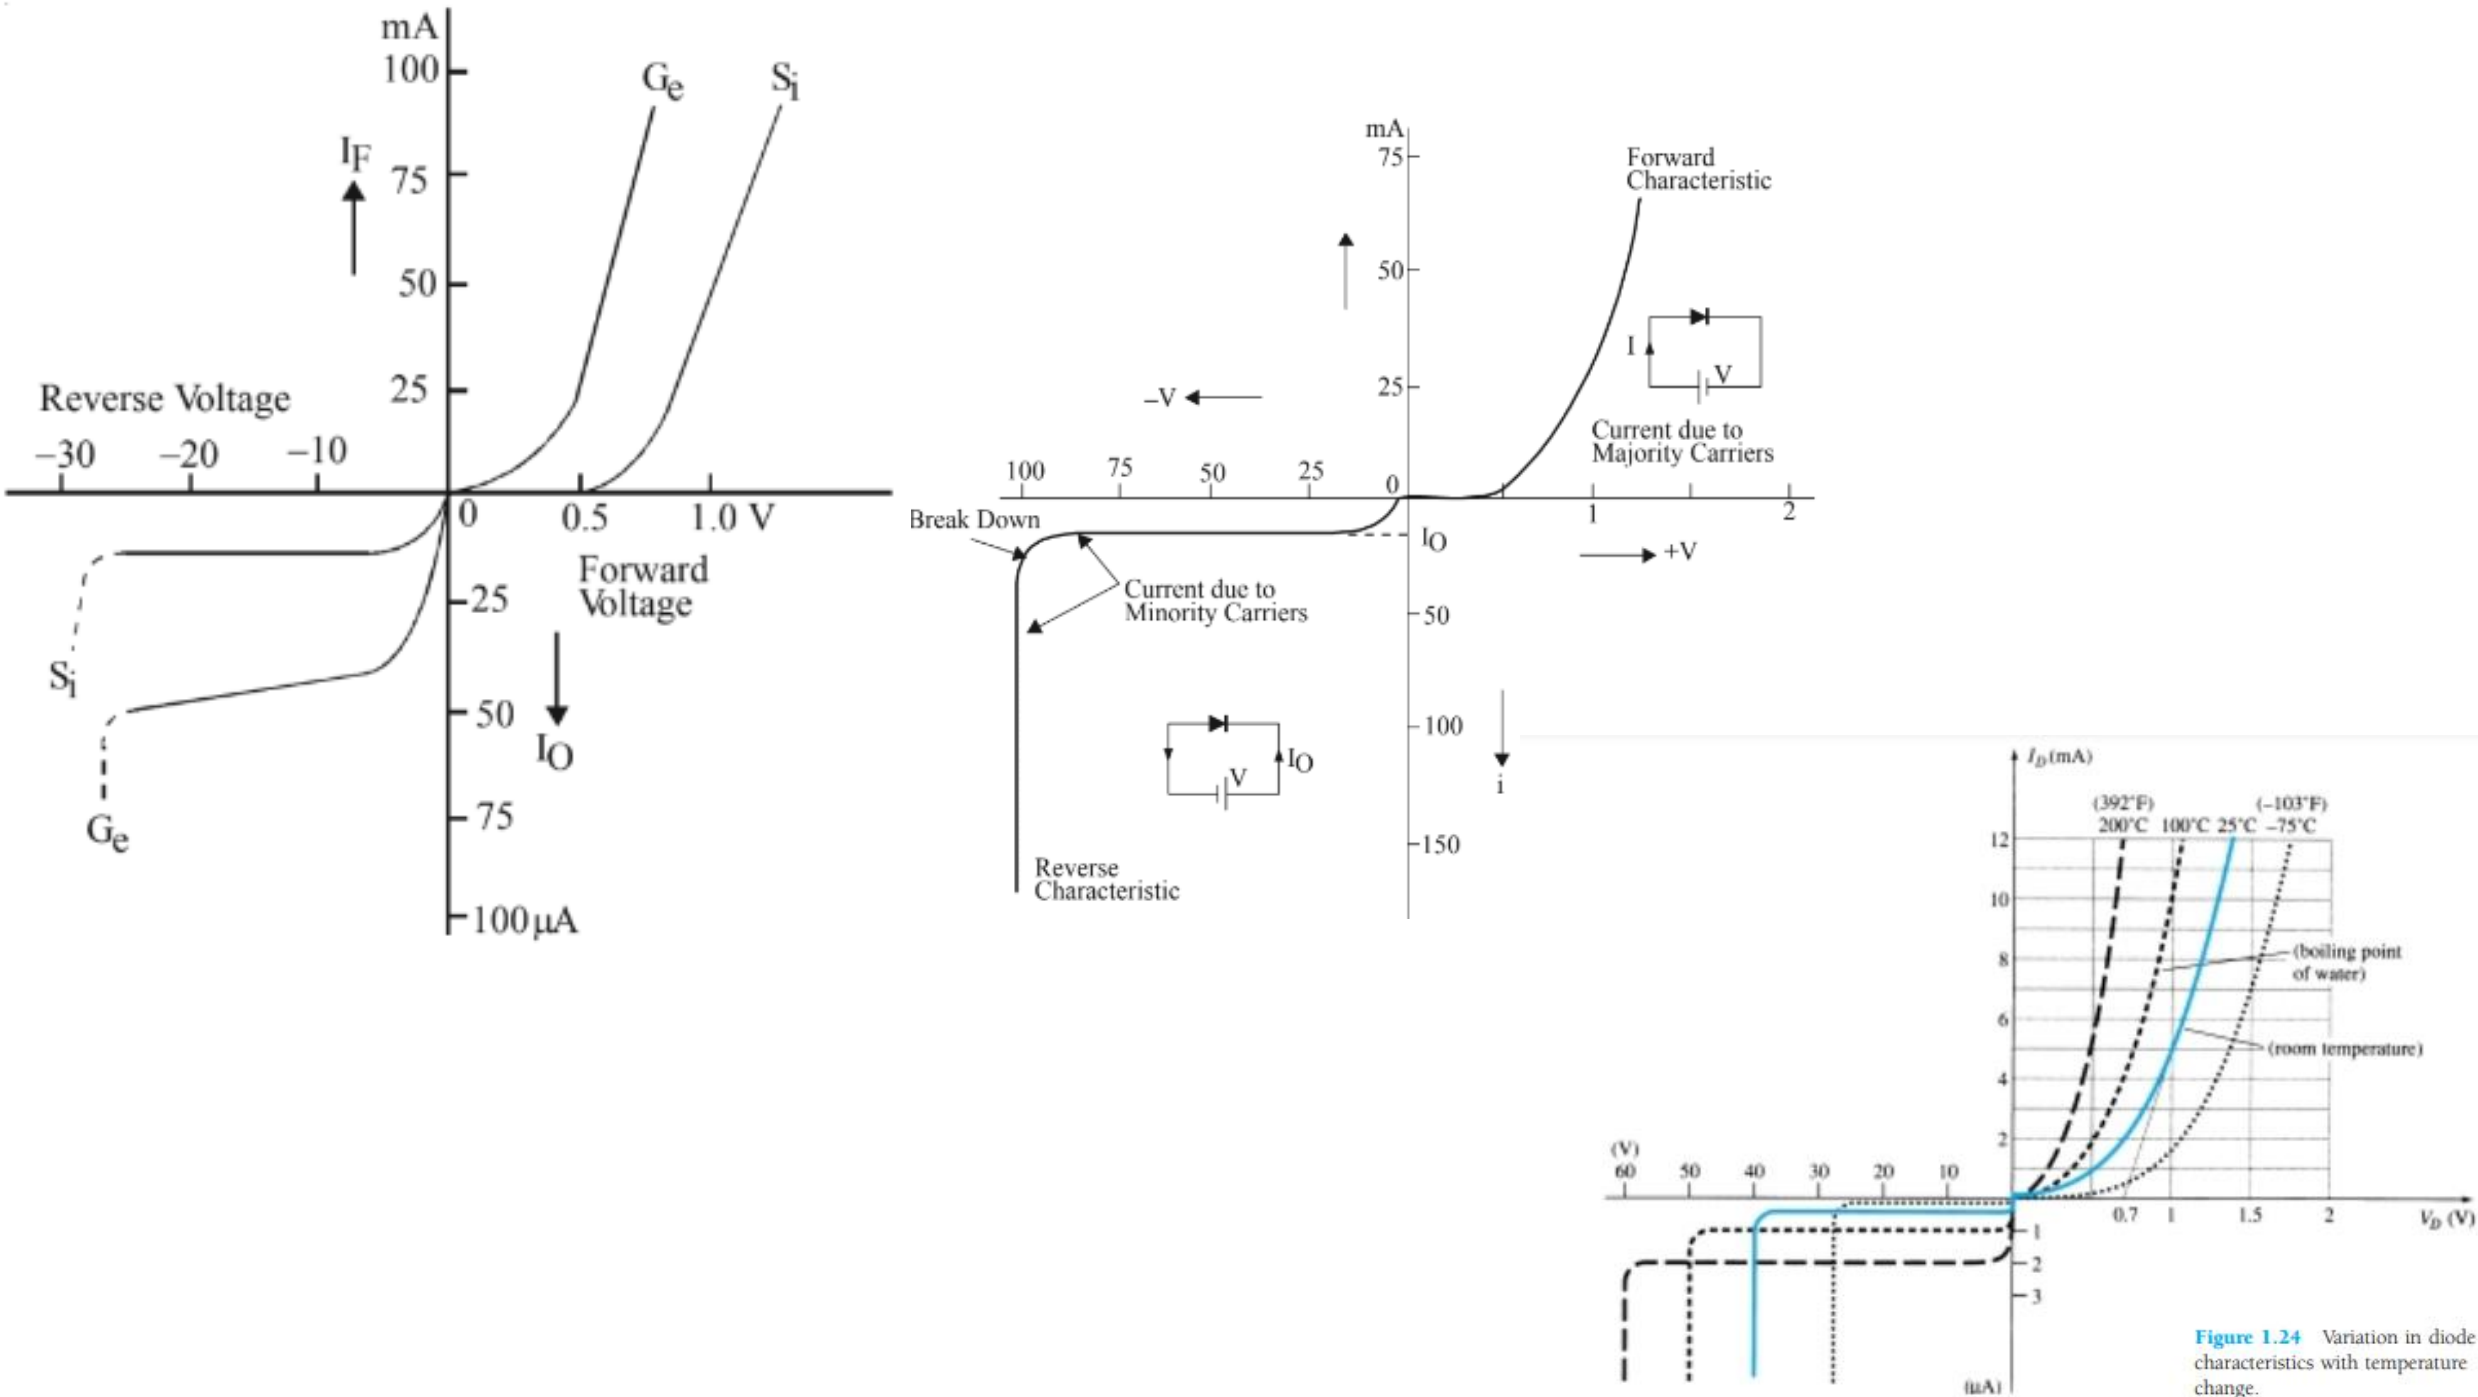 mA
100
Ge
Si
IF
75
50
25
Reverse Voltage
–30 –20 –10
0 0.5 1.0 V
Forward
Voltage
25
Si
50
IO
75
Ge
100 µA
mA
75
Forward
Characteristic
50
I
V
–V
25
Current due to
Majority Carriers
100 75 50 25 0
1 2
Break Down
IO
+V
Current due to
Minority Carriers
50
100
V
IO
i
150
Reverse
Characteristic
ID (mA)
(392°F) (–103°F)
200°C 100°C 25°C –75°C
12
10
(boiling point
of water)
8
6
(room temperature)
4
2
(V)
60 50 40 30 20 10
0.7 1 1.5 2 VD (V)
1
2
3
(µA)
Figure 1.24 Variation in diode
characteristics with temperature
change.